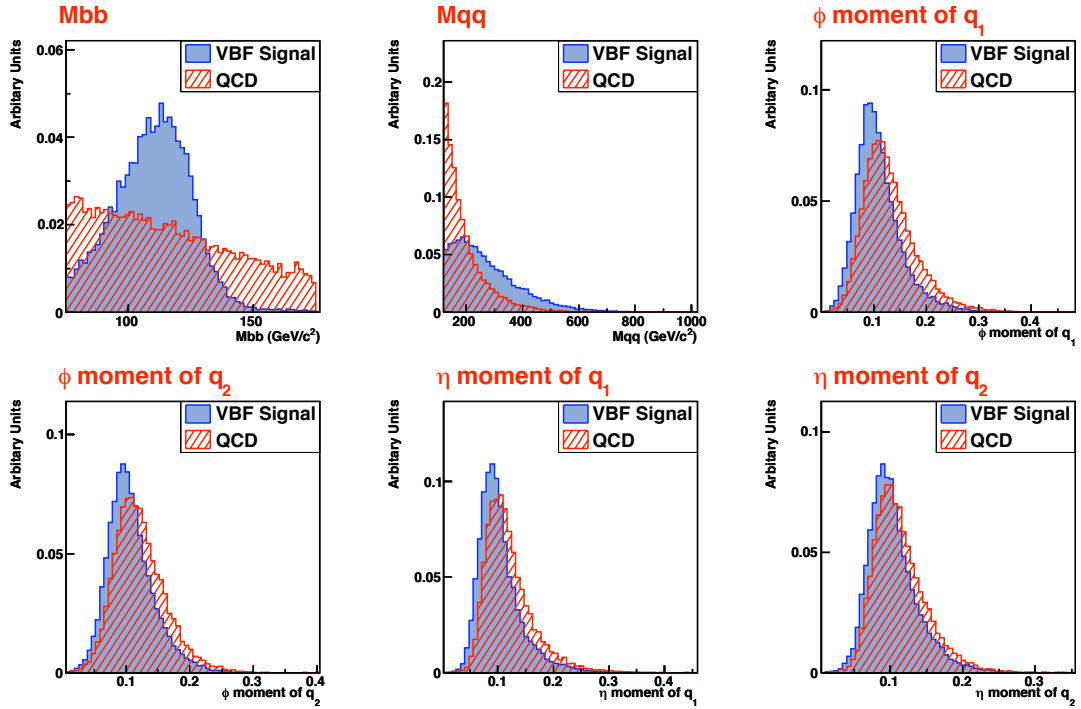 Mbb
Arbitary Units
0.06
0.04
0.02
0
VBF Signal
QCD
100
150
Mbb (GeV/c²)
Mqq
Arbitary Units
0.2
0.15
0.1
0.05
0
VBF Signal
QCD
200
400
600
800
1000
Mqq (GeV/c²)
ϕ moment of q₁
Arbitary Units
0.1
0.05
0
VBF Signal
QCD
0.1
0.2
0.3
0.4
ϕ moment of q₁
ϕ moment of q₂
Arbitary Units
0.1
0.05
0
VBF Signal
QCD
0.1
0.2
0.3
0.4
ϕ moment of q₂
η moment of q₁
Arbitary Units
0.1
0.05
0
VBF Signal
QCD
0.1
0.2
0.3
0.4
η moment of q₁
η moment of q₂
Arbitary Units
0.1
0.05
0
VBF Signal
QCD
0.1
0.2
0.3
η moment of q₂